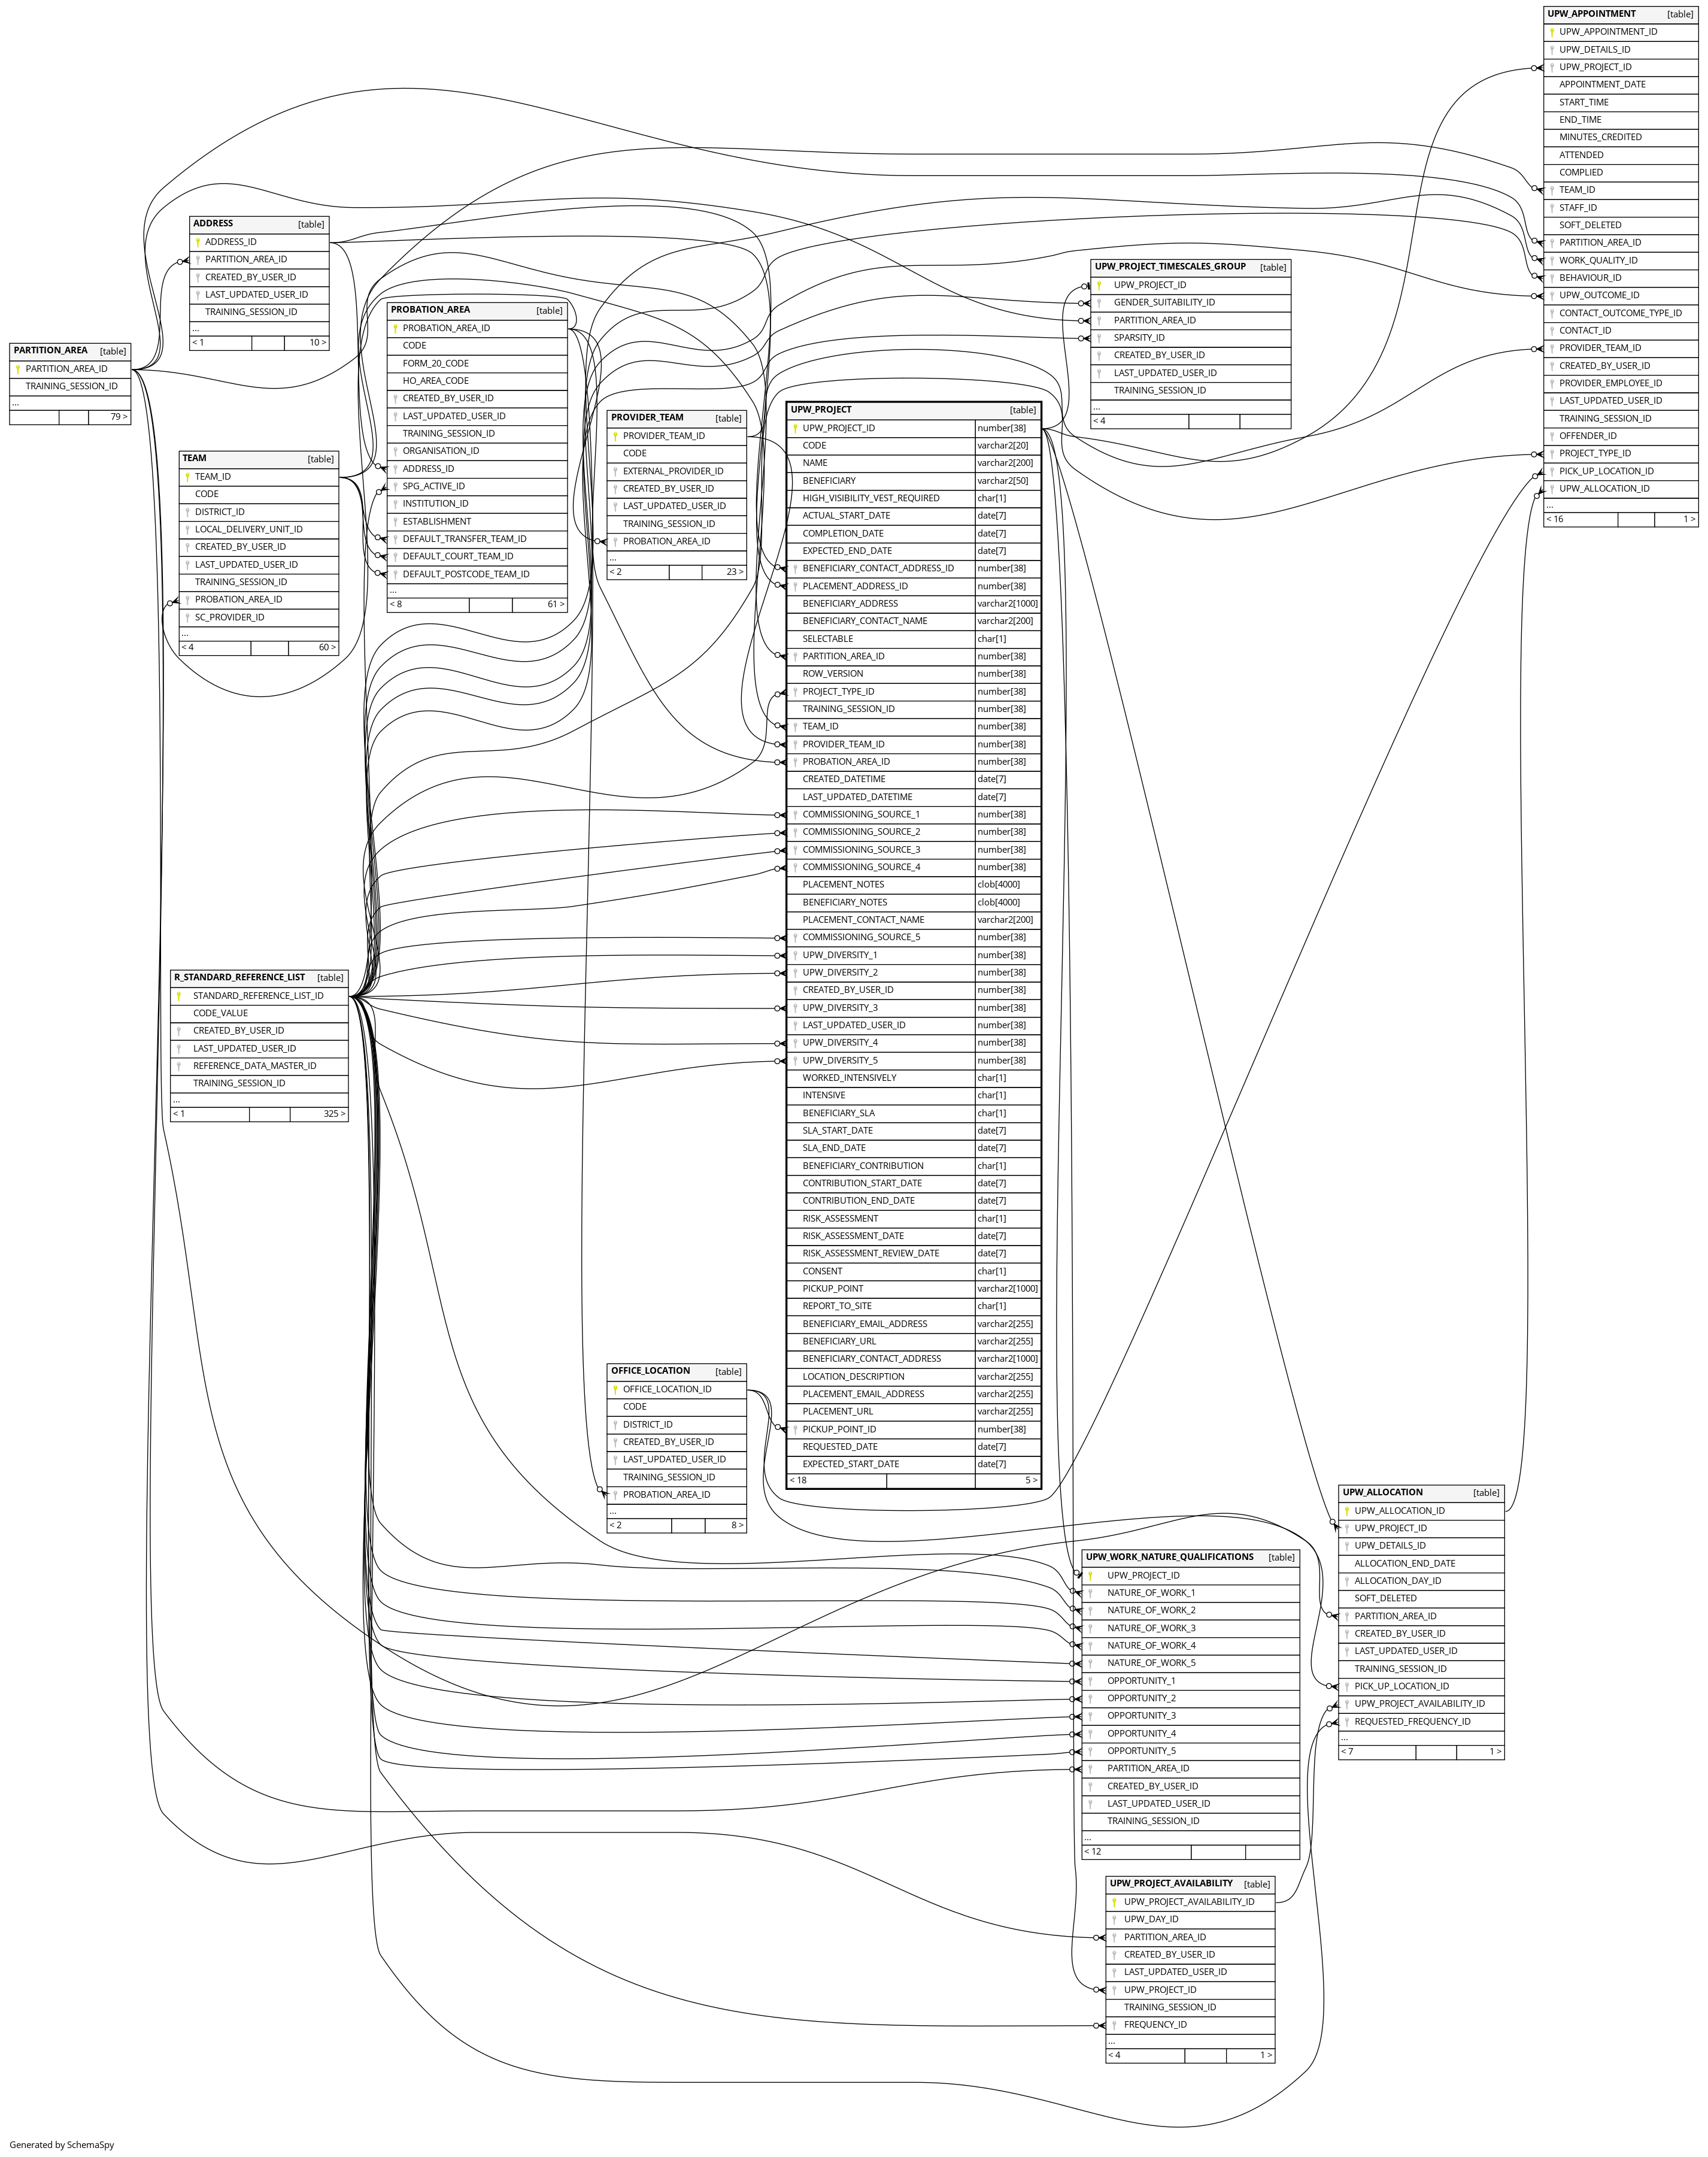 UPW_APPOINTMENT [table]
UPW_APPOINTMENT_ID
UPW_DETAILS_ID
UPW_PROJECT_ID
APPOINTMENT_DATE
START_TIME
END_TIME
MINUTES_CREDITED
ATTENDED
COMPLIED
TEAM_ID
STAFF_ID
SOFT_DELETED
PARTITION_AREA_ID
WORK_QUALITY_ID
BEHAVIOUR_ID
UPW_OUTCOME_ID
CONTACT_OUTCOME_TYPE_ID
CONTACT_ID
PROVIDER_TEAM_ID
CREATED_BY_USER_ID
PROVIDER_EMPLOYEE_ID
LAST_UPDATED_USER_ID
TRAINING_SESSION_ID
OFFENDER_ID
PROJECT_TYPE_ID
PICK_UP_LOCATION_ID
UPW_ALLOCATION_ID
...
< 16 1 >
ADDRESS [table]
ADDRESS_ID
PARTITION_AREA_ID
CREATED_BY_USER_ID
LAST_UPDATED_USER_ID
TRAINING_SESSION_ID
...
< 1 10 >
UPW_PROJECT_TIMESCALES_GROUP [table]
UPW_PROJECT_ID
GENDER_SUITABILITY_ID
PARTITION_AREA_ID
SPARSITY_ID
CREATED_BY_USER_ID
LAST_UPDATED_USER_ID
TRAINING_SESSION_ID
...
< 4
PROBATION_AREA [table]
PROBATION_AREA_ID
CODE
FORM_20_CODE
HO_AREA_CODE
CREATED_BY_USER_ID
LAST_UPDATED_USER_ID
TRAINING_SESSION_ID
ORGANISATION_ID
ADDRESS_ID
SPG_ACTIVE_ID
INSTITUTION_ID
ESTABLISHMENT
DEFAULT_TRANSFER_TEAM_ID
DEFAULT_COURT_TEAM_ID
DEFAULT_POSTCODE_TEAM_ID
...
< 8 61 >
PARTITION_AREA [table]
PARTITION_AREA_ID
TRAINING_SESSION_ID
...
79 >
PROVIDER_TEAM [table]
PROVIDER_TEAM_ID
CODE
EXTERNAL_PROVIDER_ID
CREATED_BY_USER_ID
LAST_UPDATED_USER_ID
TRAINING_SESSION_ID
PROBATION_AREA_ID
...
< 2 23 >
TEAM [table]
TEAM_ID
CODE
DISTRICT_ID
LOCAL_DELIVERY_UNIT_ID
CREATED_BY_USER_ID
LAST_UPDATED_USER_ID
TRAINING_SESSION_ID
PROBATION_AREA_ID
SC_PROVIDER_ID
...
< 4 60 >
UPW_PROJECT [table]
UPW_PROJECT_ID number[38]
CODE varchar2[20]
NAME varchar2[200]
BENEFICIARY varchar2[50]
HIGH_VISIBILITY_VEST_REQUIRED char[1]
ACTUAL_START_DATE date[7]
COMPLETION_DATE date[7]
EXPECTED_END_DATE date[7]
BENEFICIARY_CONTACT_ADDRESS_ID number[38]
PLACEMENT_ADDRESS_ID number[38]
BENEFICIARY_ADDRESS varchar2[1000]
BENEFICIARY_CONTACT_NAME varchar2[200]
SELECTABLE char[1]
PARTITION_AREA_ID number[38]
ROW_VERSION number[38]
PROJECT_TYPE_ID number[38]
TRAINING_SESSION_ID number[38]
TEAM_ID number[38]
PROVIDER_TEAM_ID number[38]
PROBATION_AREA_ID number[38]
CREATED_DATETIME date[7]
LAST_UPDATED_DATETIME date[7]
COMMISSIONING_SOURCE_1 number[38]
COMMISSIONING_SOURCE_2 number[38]
COMMISSIONING_SOURCE_3 number[38]
COMMISSIONING_SOURCE_4 number[38]
PLACEMENT_NOTES clob[4000]
BENEFICIARY_NOTES clob[4000]
PLACEMENT_CONTACT_NAME varchar2[200]
COMMISSIONING_SOURCE_5 number[38]
UPW_DIVERSITY_1 number[38]
UPW_DIVERSITY_2 number[38]
CREATED_BY_USER_ID number[38]
UPW_DIVERSITY_3 number[38]
LAST_UPDATED_USER_ID number[38]
UPW_DIVERSITY_4 number[38]
UPW_DIVERSITY_5 number[38]
WORKED_INTENSIVELY char[1]
INTENSIVE char[1]
BENEFICIARY_SLA char[1]
SLA_START_DATE date[7]
SLA_END_DATE date[7]
BENEFICIARY_CONTRIBUTION char[1]
CONTRIBUTION_START_DATE date[7]
CONTRIBUTION_END_DATE date[7]
RISK_ASSESSMENT char[1]
RISK_ASSESSMENT_DATE date[7]
RISK_ASSESSMENT_REVIEW_DATE date[7]
CONSENT char[1]
PICKUP_POINT varchar2[1000]
REPORT_TO_SITE char[1]
BENEFICIARY_EMAIL_ADDRESS varchar2[255]
BENEFICIARY_URL varchar2[255]
BENEFICIARY_CONTACT_ADDRESS varchar2[1000]
LOCATION_DESCRIPTION varchar2[255]
PLACEMENT_EMAIL_ADDRESS varchar2[255]
PLACEMENT_URL varchar2[255]
PICKUP_POINT_ID number[38]
REQUESTED_DATE date[7]
EXPECTED_START_DATE date[7]
< 18 5 >
R_STANDARD_REFERENCE_LIST [table]
STANDARD_REFERENCE_LIST_ID
CODE_VALUE
CREATED_BY_USER_ID
LAST_UPDATED_USER_ID
REFERENCE_DATA_MASTER_ID
TRAINING_SESSION_ID
...
< 1 325 >
OFFICE_LOCATION [table]
OFFICE_LOCATION_ID
CODE
DISTRICT_ID
CREATED_BY_USER_ID
LAST_UPDATED_USER_ID
TRAINING_SESSION_ID
PROBATION_AREA_ID
...
< 2 8 >
UPW_ALLOCATION [table]
UPW_ALLOCATION_ID
UPW_PROJECT_ID
UPW_DETAILS_ID
ALLOCATION_END_DATE
ALLOCATION_DAY_ID
SOFT_DELETED
PARTITION_AREA_ID
CREATED_BY_USER_ID
LAST_UPDATED_USER_ID
TRAINING_SESSION_ID
PICK_UP_LOCATION_ID
UPW_PROJECT_AVAILABILITY_ID
REQUESTED_FREQUENCY_ID
...
< 7 1 >
UPW_WORK_NATURE_QUALIFICATIONS [table]
UPW_PROJECT_ID
NATURE_OF_WORK_1
NATURE_OF_WORK_2
NATURE_OF_WORK_3
NATURE_OF_WORK_4
NATURE_OF_WORK_5
OPPORTUNITY_1
OPPORTUNITY_2
OPPORTUNITY_3
OPPORTUNITY_4
OPPORTUNITY_5
PARTITION_AREA_ID
CREATED_BY_USER_ID
LAST_UPDATED_USER_ID
TRAINING_SESSION_ID
...
< 12
UPW_PROJECT_AVAILABILITY [table]
UPW_PROJECT_AVAILABILITY_ID
UPW_DAY_ID
PARTITION_AREA_ID
CREATED_BY_USER_ID
LAST_UPDATED_USER_ID
UPW_PROJECT_ID
TRAINING_SESSION_ID
FREQUENCY_ID
...
< 4 1 >
Generated by SchemaSpy